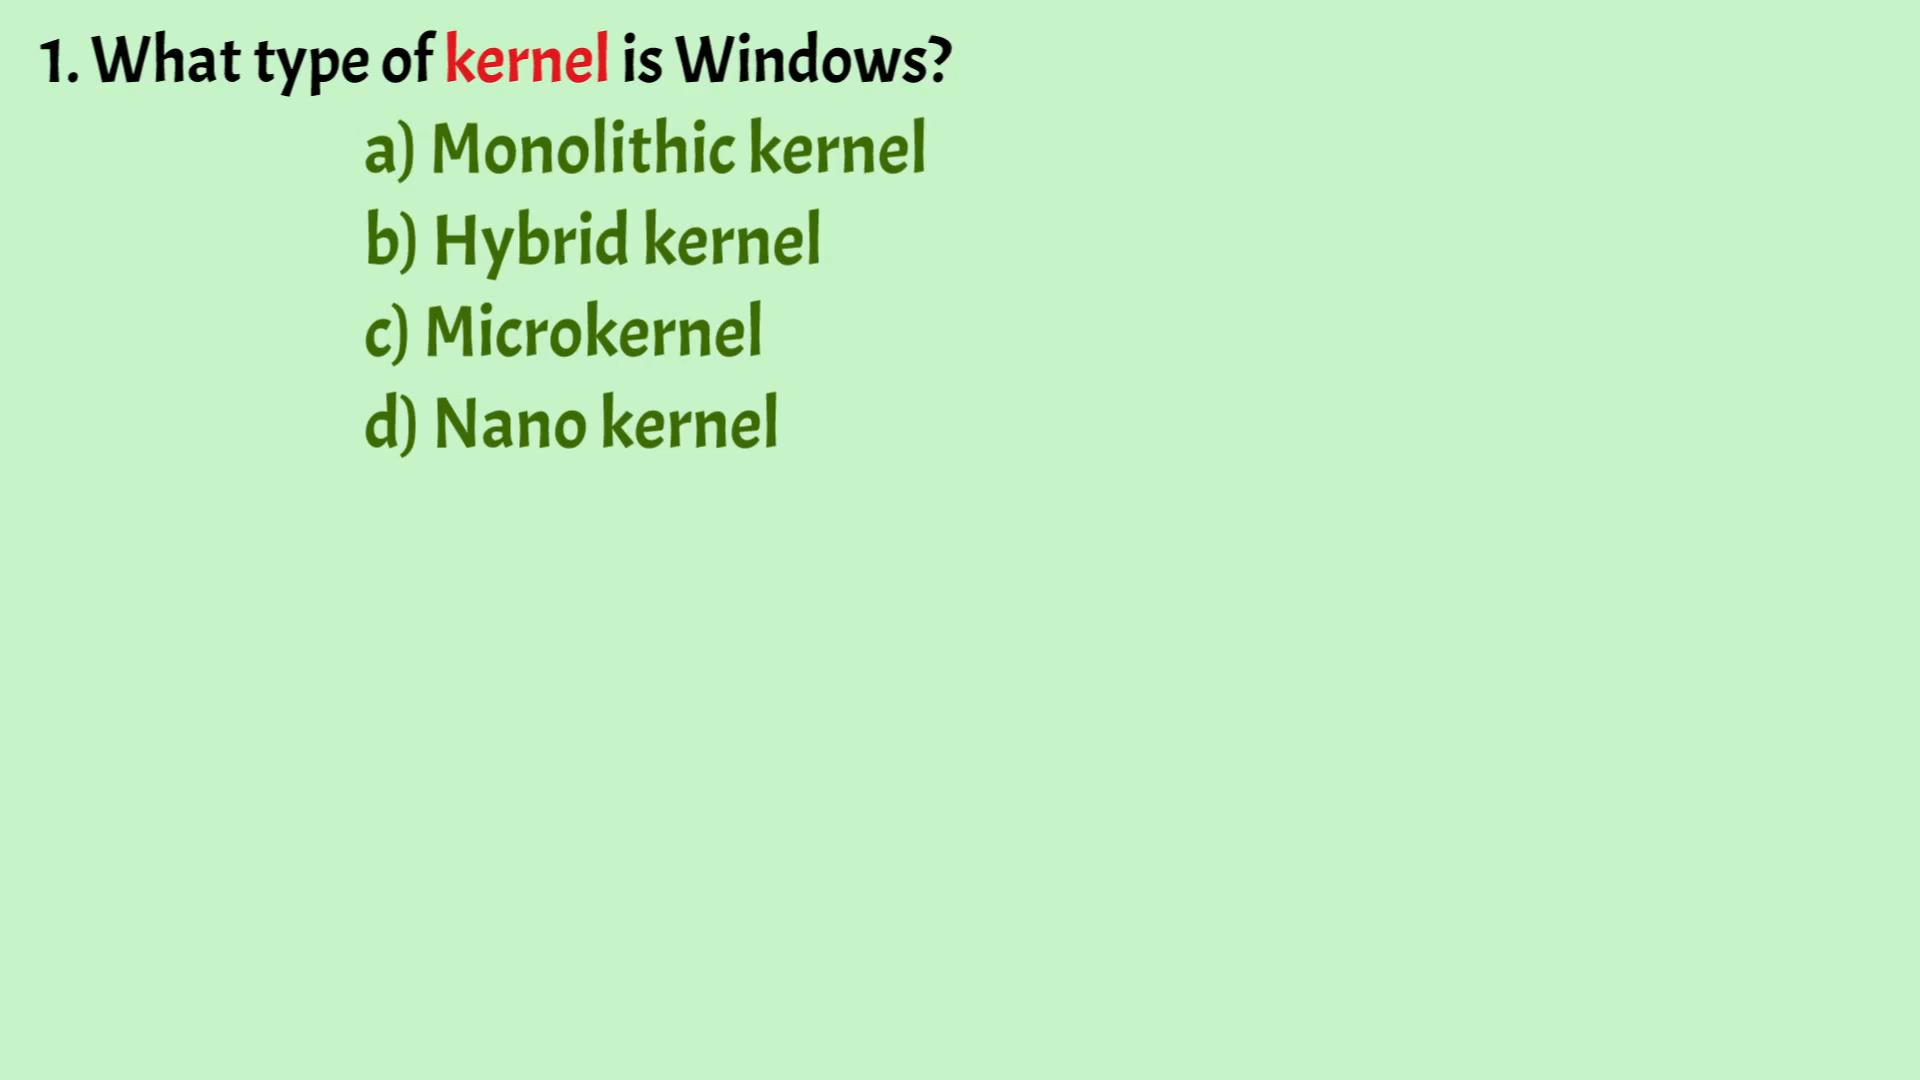 1. What type of kernel is Windows?
a) Monolithic kernel
b) Hybrid kernel
c) Microkernel
d) Nano kernel